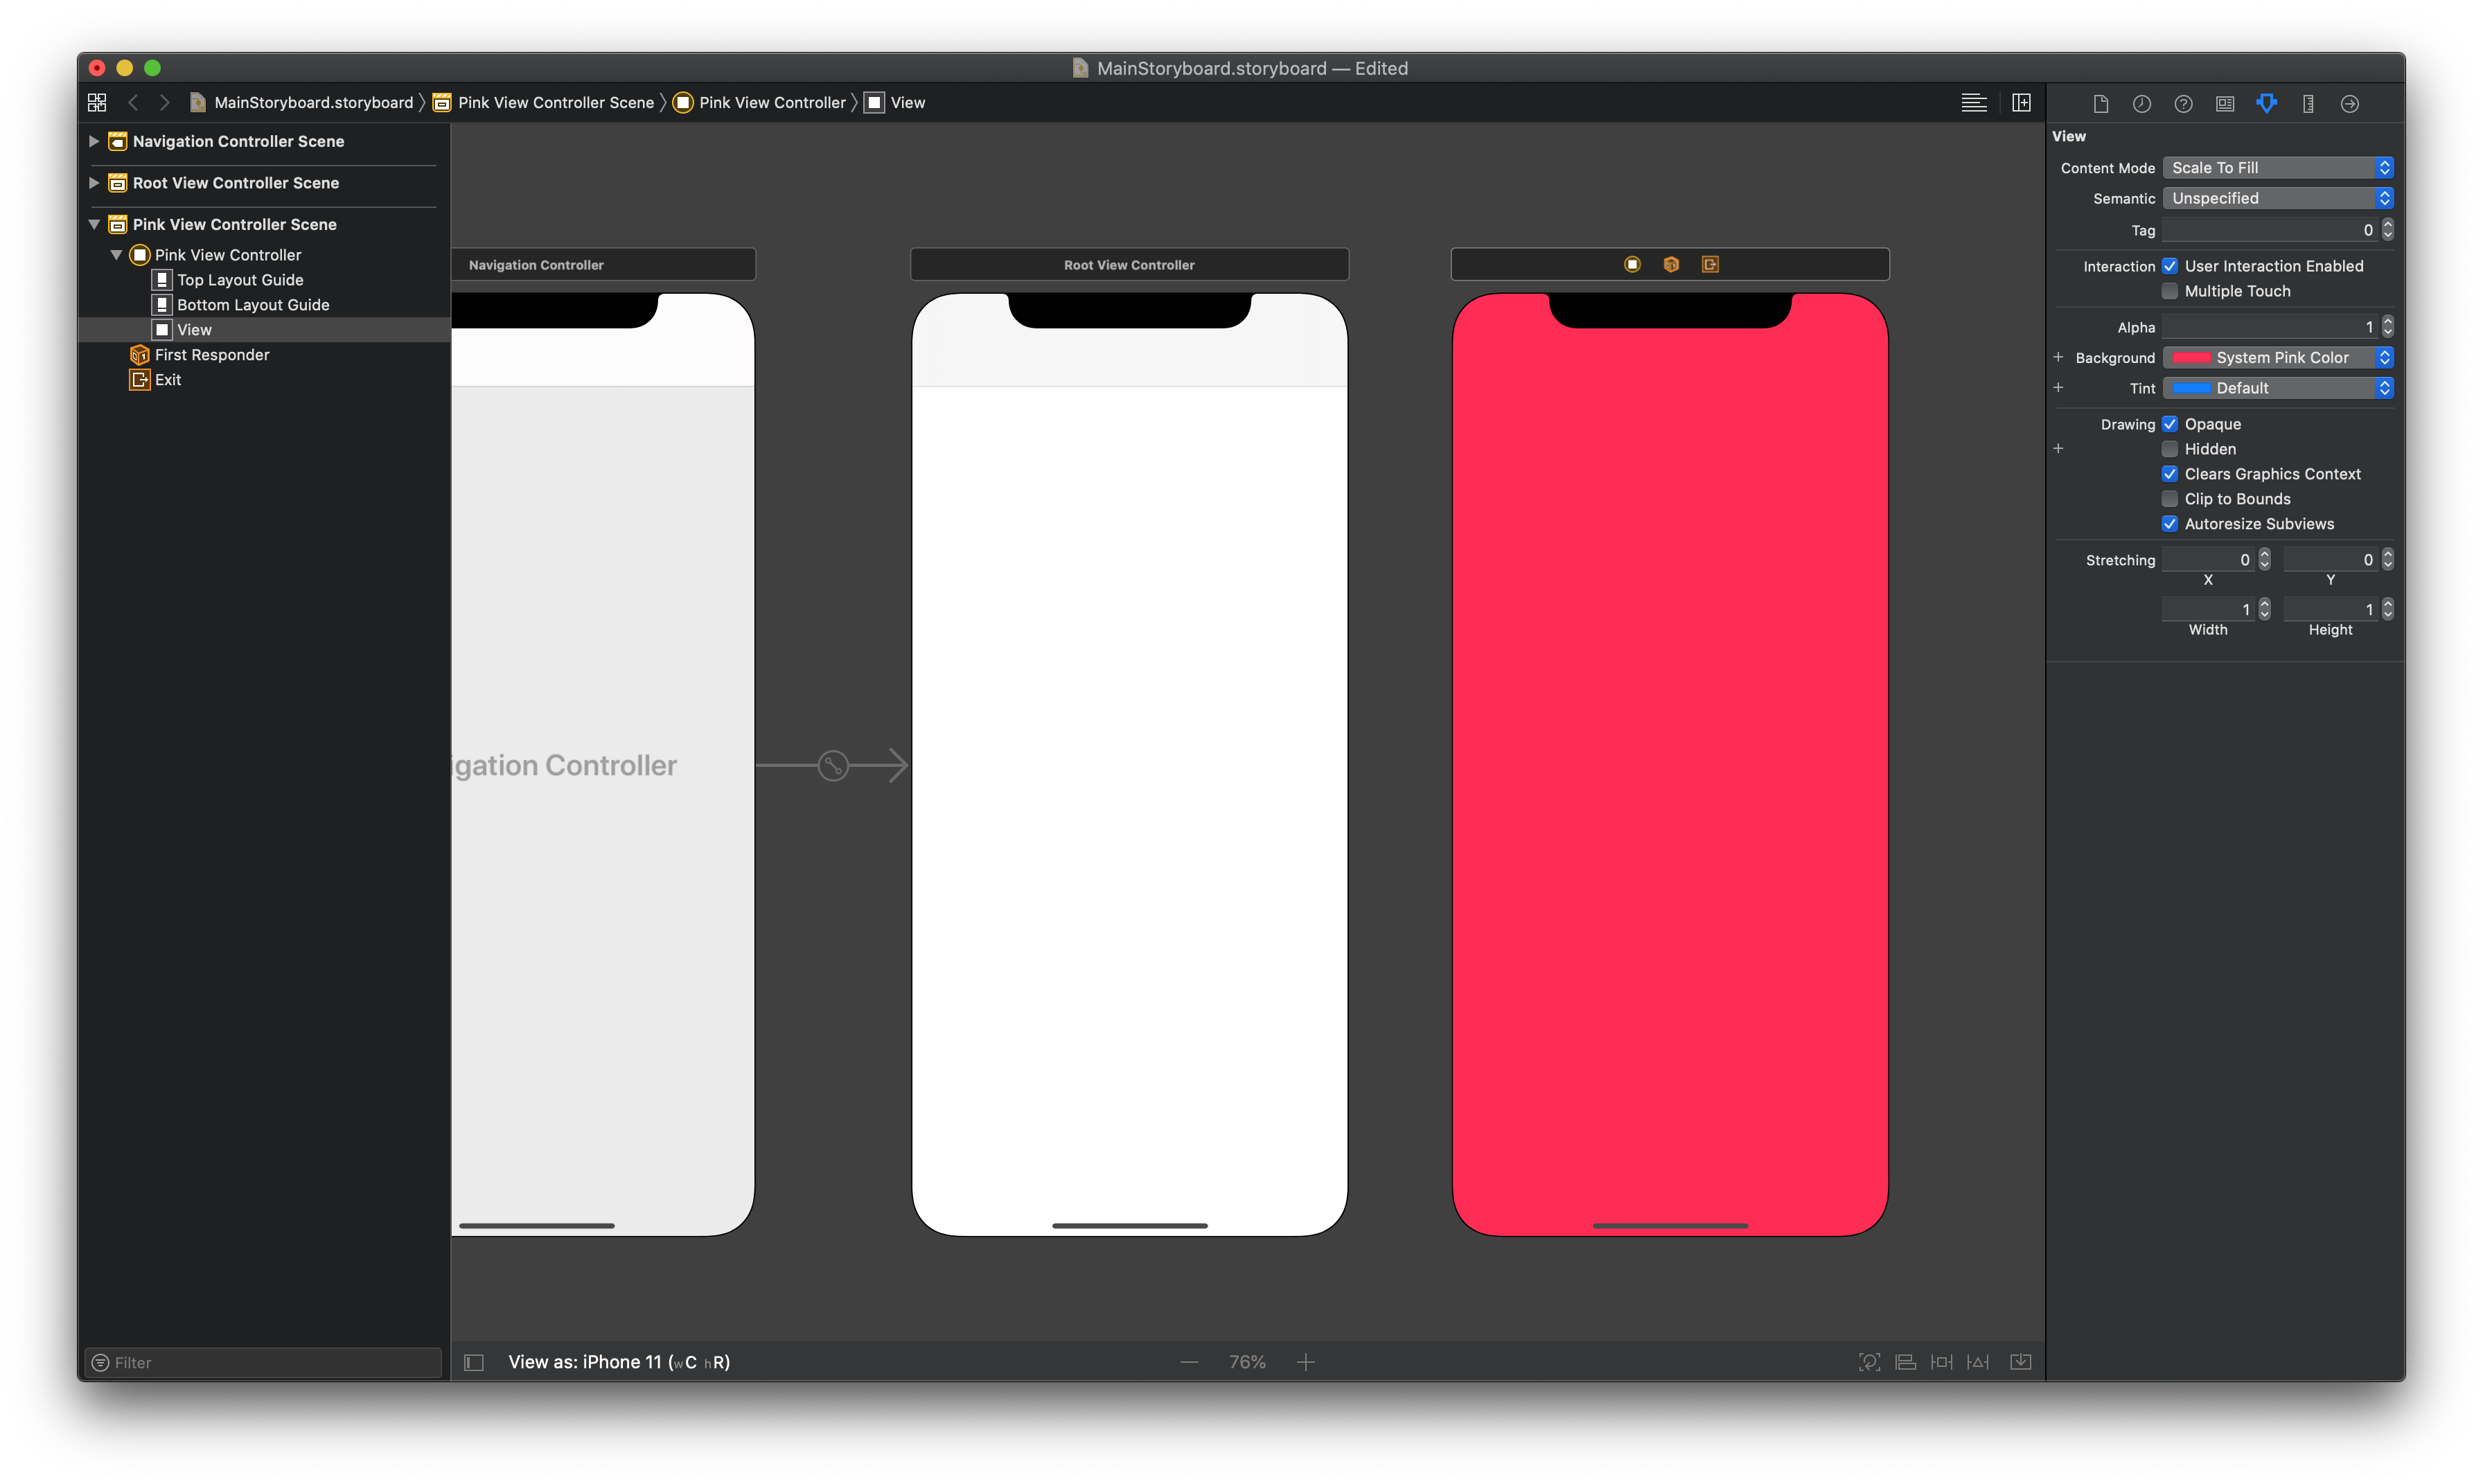 MainStoryboard.storyboard — Edited
MainStoryboard.storyboard
Pink View Controller Scene
Pink View Controller
View
Navigation Controller Scene
Root View Controller Scene
Pink View Controller Scene
Pink View Controller
Top Layout Guide
Bottom Layout Guide
View
First Responder
Exit
Filter
Navigation Controller
igation Controller
Root View Controller
View as: iPhone 11 (wC hR)
76%
View
Content Mode Scale To Fill
Semantic Unspecified
Tag 0
Interaction User Interaction Enabled
Multiple Touch
Alpha 1
Background System Pink Color
Tint Default
Drawing Opaque
Hidden
Clears Graphics Context
Clip to Bounds
Autoresize Subviews
Stretching 0 0
X Y
1 1
Width Height